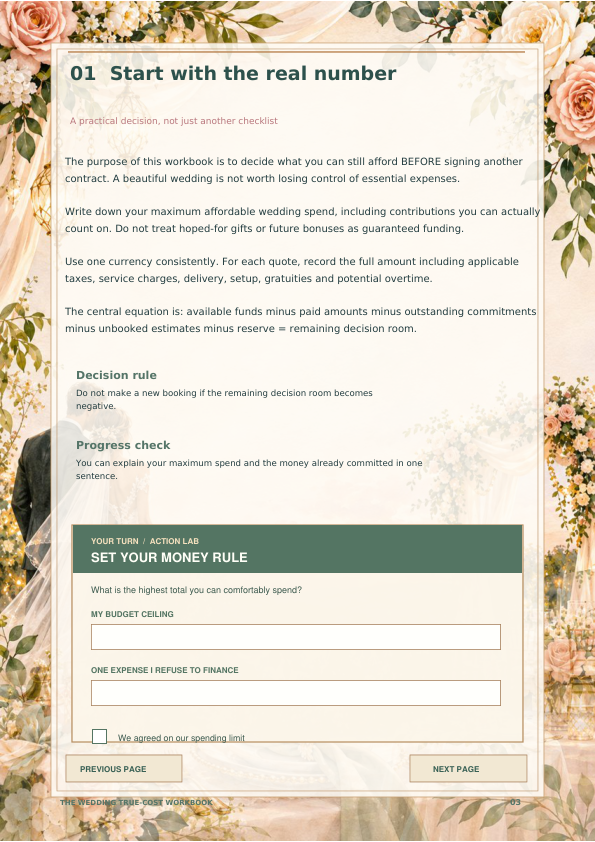 01 Start with the real number
A practical decision, not just another checklist
The purpose of this workbook is to decide what you can still afford BEFORE signing another
contract. A beautiful wedding is not worth losing control of essential expenses.
Write down your maximum affordable wedding spend, including contributions you can actually
count on. Do not treat hoped-for gifts or future bonuses as guaranteed funding.
Use one currency consistently. For each quote, record the full amount including applicable
taxes, service charges, delivery, setup, gratuities and potential overtime.
The central equation is: available funds minus paid amounts minus outstanding commitments
minus unbooked estimates minus reserve = remaining decision room.
Decision rule
Do not make a new booking if the remaining decision room becomes
negative.
Progress check
You can explain your maximum spend and the money already committed in one
sentence.
YOUR TURN / ACTION LAB
SET YOUR MONEY RULE
What is the highest total you can comfortably spend?
MY BUDGET CEILING
ONE EXPENSE I REFUSE TO FINANCE
We agreed on our spending limit
PREVIOUS PAGE
NEXT PAGE
THE WEDDING TRUE-COST WORKBOOK
03